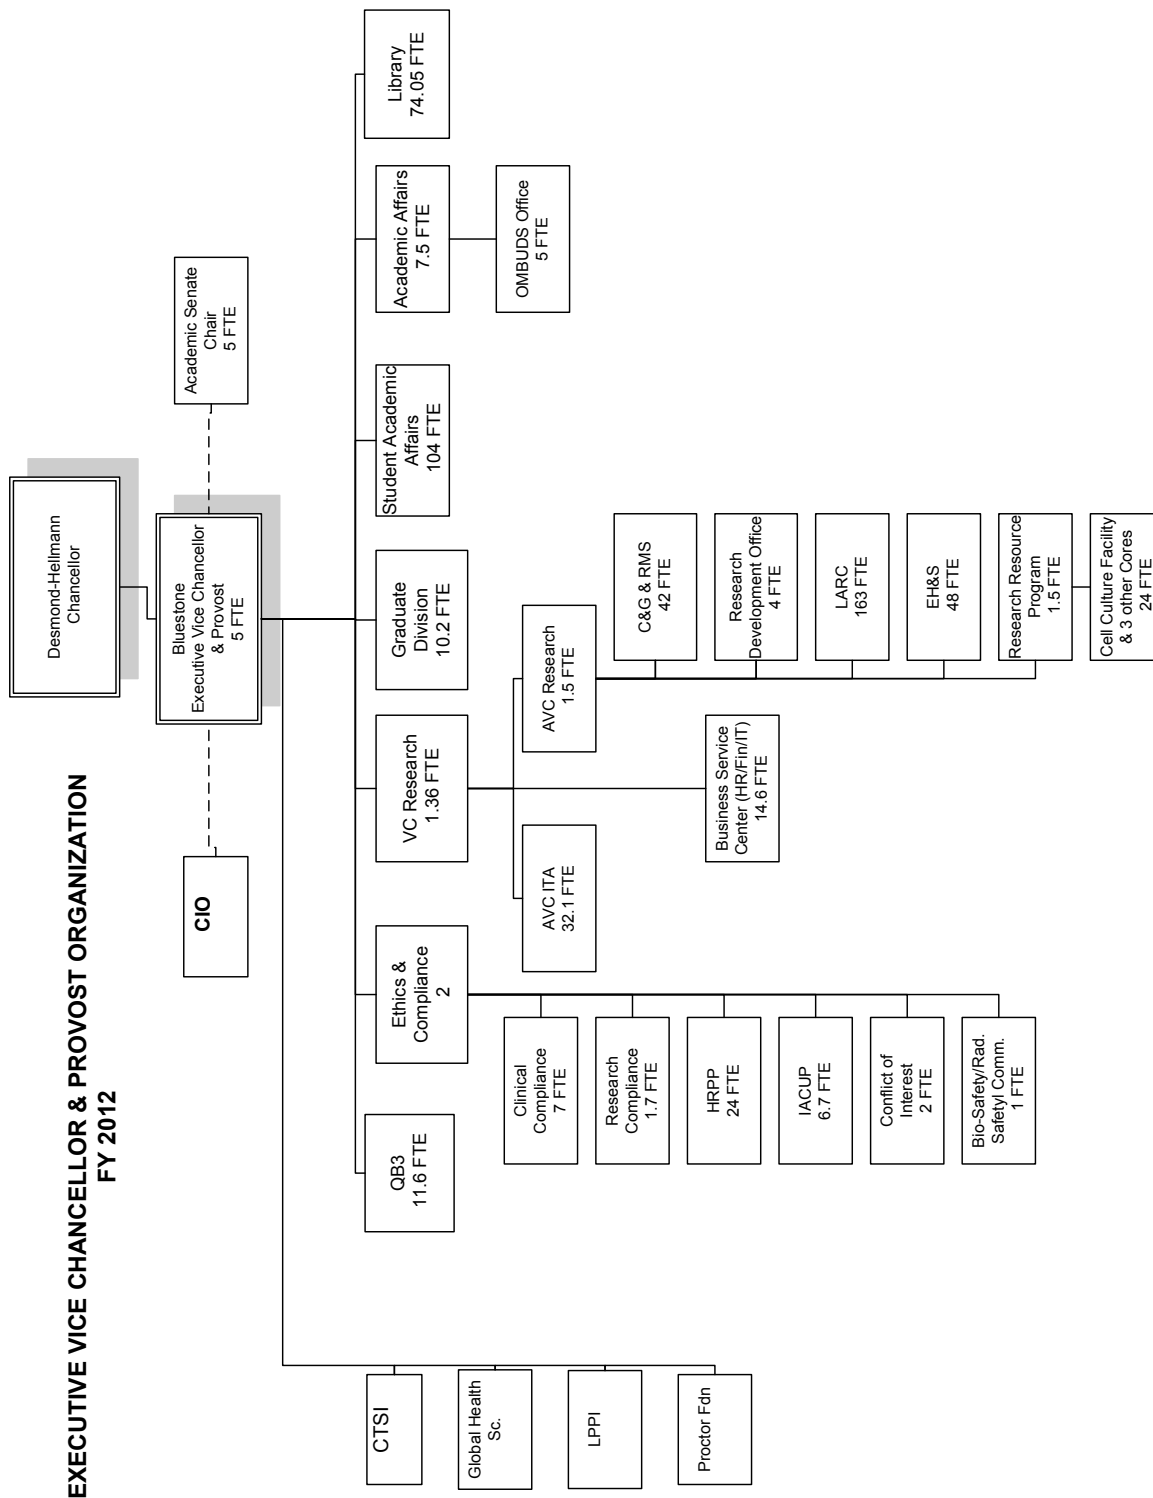 EXECUTIVE VICE CHANCELLOR & PROVOST ORGANIZATION
FY 2012
Desmond-Hellmann
Chancellor
CIO
Bluestone
Executive Vice Chancellor
& Provost
5 FTE
Academic Senate
Chair
5 FTE
CTSI
Global Health
Sc.
LPPI
Proctor Fdn
QB3
11.6 FTE
Ethics &
Compliance
2
VC Research
1.36 FTE
Graduate
Division
10.2 FTE
Student Academic
Affairs
104 FTE
Academic Affairs
7.5 FTE
Library
74.05 FTE
OMBUDS Office
5 FTE
Clinical
Compliance
7 FTE
Research
Compliance
1.7 FTE
HRPP
24 FTE
IACUP
6.7 FTE
Conflict of
Interest
2 FTE
Bio-Safety/Rad.
Safetyl Comm.
1 FTE
AVC ITA
32.1 FTE
Business Service
Center (HR/Fin/IT)
14.6 FTE
AVC Research
1.5 FTE
C&G & RMS
42 FTE
Research
Development Office
4 FTE
LARC
163 FTE
EH&S
48 FTE
Research Resource
Program
1.5 FTE
Cell Culture Facility
& 3 other Cores
24 FTE